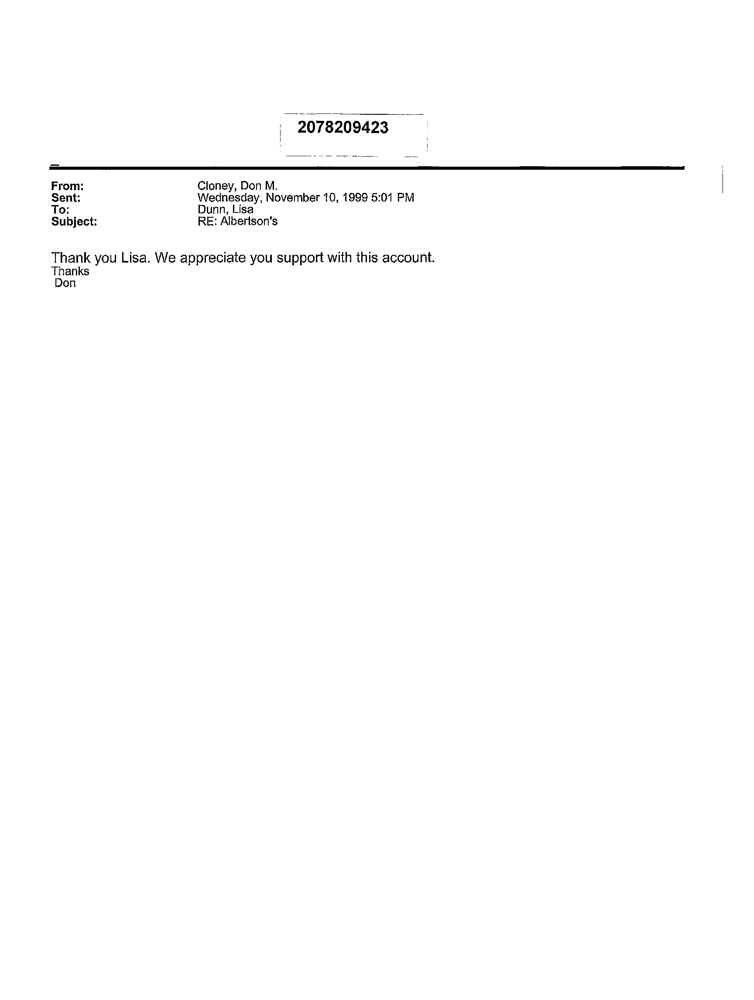 2078209423
From: Cloney, Don M.
Sent: Wednesday, November 10, 1999 5:01 PM
To: Dunn, Lisa
Subject: RE: Albertson's
Thank you Lisa. We appreciate you support with this account.
Thanks
Don